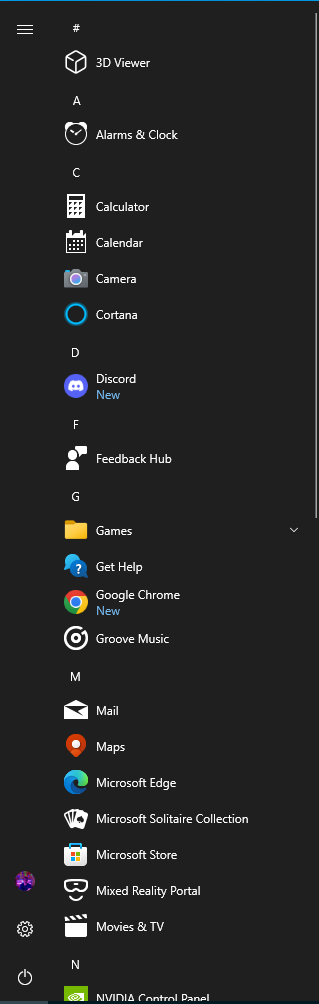 #
3D Viewer
A
Alarms & Clock
C
Calculator
Calendar
Camera
Cortana
D
Discord
New
F
Feedback Hub
G
Games
Get Help
Google Chrome
New
Groove Music
M
Mail
Maps
Microsoft Edge
Microsoft Solitaire Collection
Microsoft Store
Mixed Reality Portal
Movies & TV
N
NVIDIA Control Panel